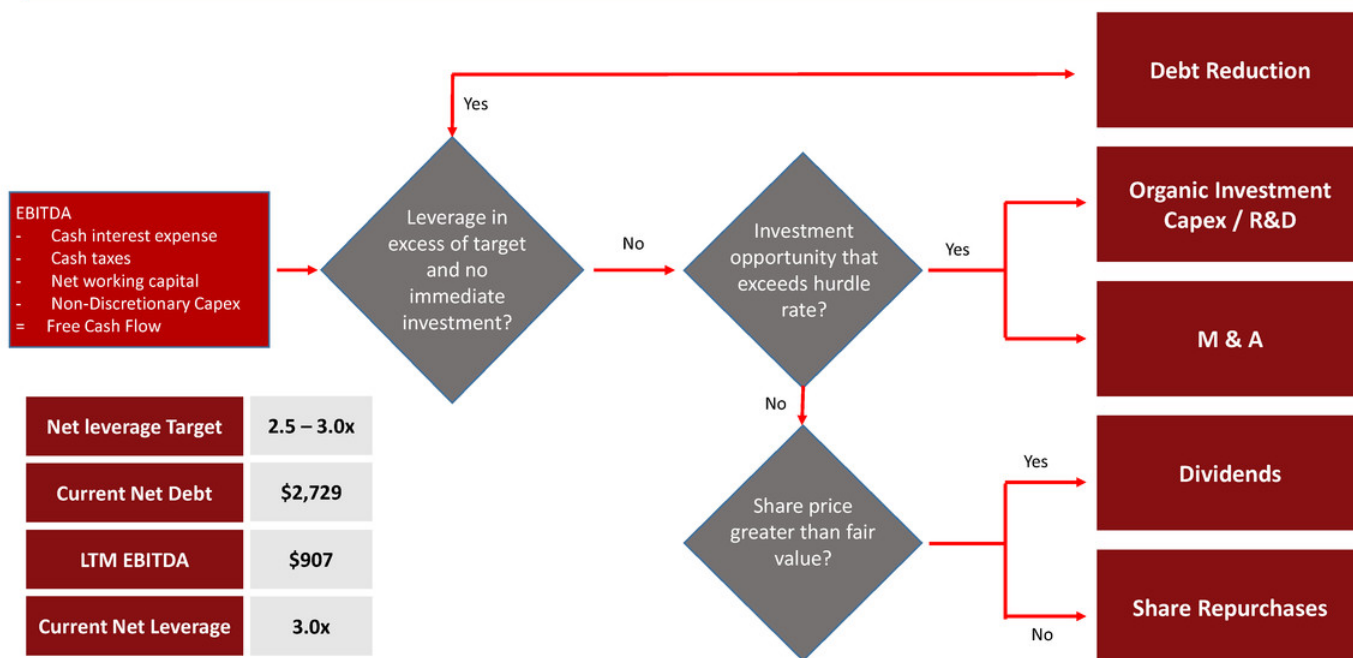 Debt Reduction
Yes
EBITDA
- Cash interest expense
- Cash taxes
- Net working capital
- Non-Discretionary Capex
= Free Cash Flow
Leverage in
excess of target
and no
immediate
investment?
No
Investment
opportunity that
exceeds hurdle
rate?
Yes
Organic Investment
Capex / R&D
M & A
No
Net leverage Target
2.5 – 3.0x
Current Net Debt
$2,729
LTM EBITDA
$907
Current Net Leverage
3.0x
Share price
greater than fair
value?
Yes
Dividends
No
Share Repurchases